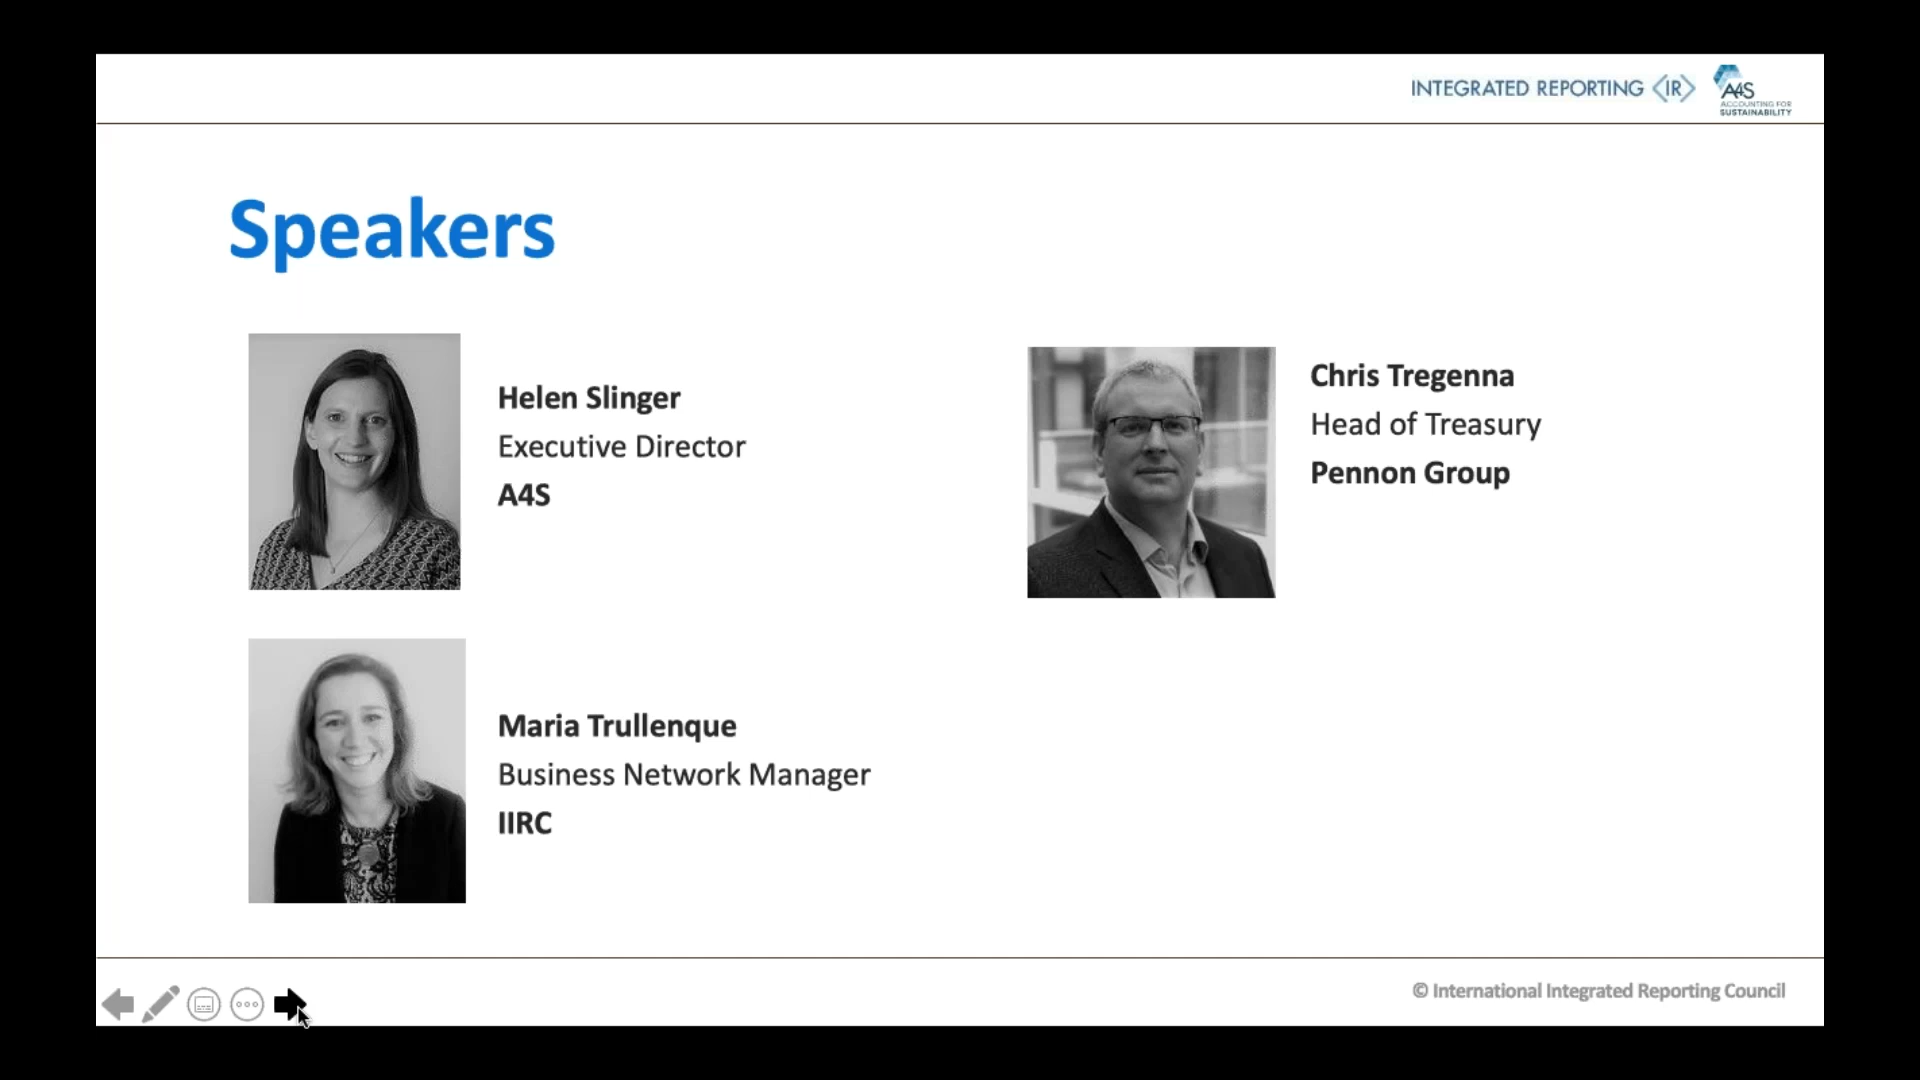 INTEGRATED REPORTING <IR>
A4S
ACCOUNTING FOR
SUSTAINABILITY
Speakers
Helen Slinger
Executive Director
A4S
Chris Tregenna
Head of Treasury
Pennon Group
Maria Trullenque
Business Network Manager
IIRC
© International Integrated Reporting Council